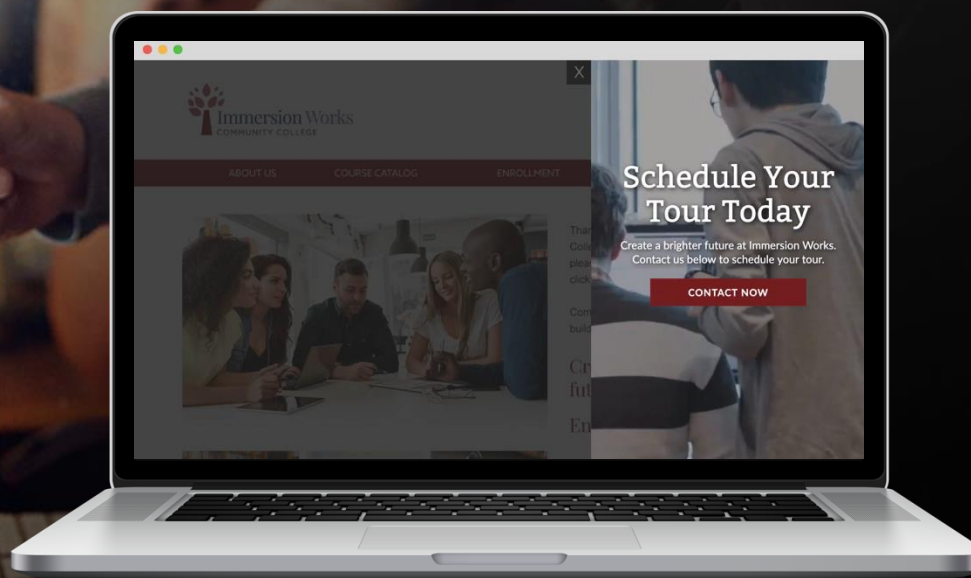 Immersion Works
COMMUNITY COLLEGE
X
ABOUT US COURSE CATALOG ENROLLMENT
Schedule Your
Tour Today
Create a brighter future at Immersion Works.
Contact us below to schedule your tour.
CONTACT NOW